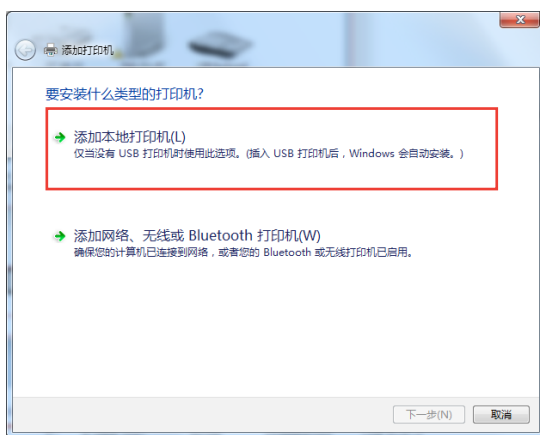 添加打印机
要安装什么类型的打印机?
添加本地打印机(L)
仅当没有 USB 打印机时使用此选项。(插入 USB 打印机后，Windows 会自动安装。)
添加网络、无线或 Bluetooth 打印机(W)
确保您的计算机已连接到网络，或者您的 Bluetooth 或无线打印机已启用。
下一步(N) 取消